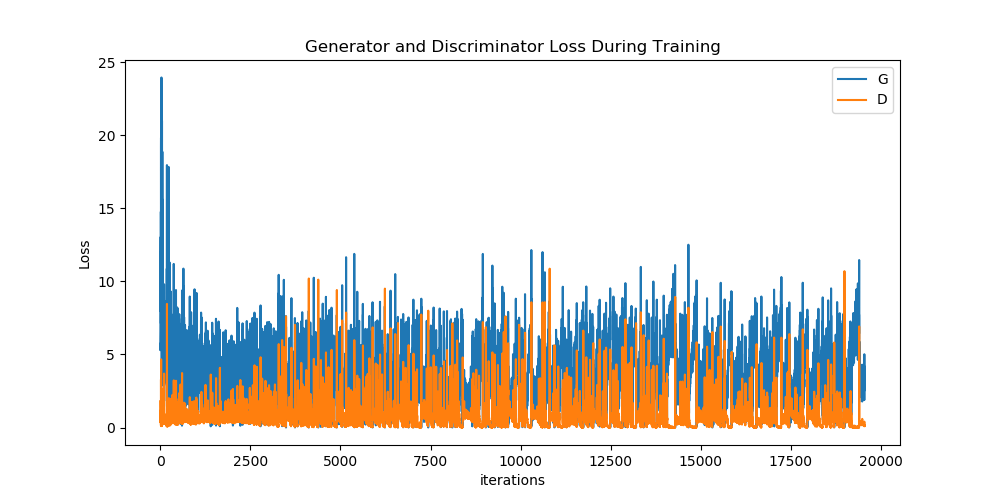 Generator and Discriminator Loss During Training
25
20
15
10
5
0
Loss
G
D
0 2500 5000 7500 10000 12500 15000 17500 20000
iterations